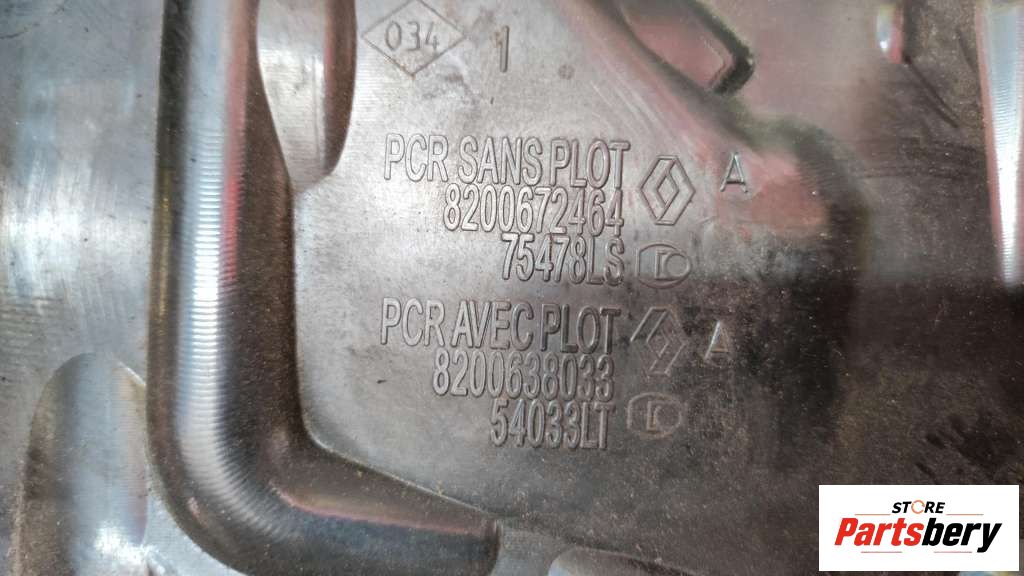 034
1
PCR SANS PLOT A
8200672464
75478LS
PCR AVEC PLOT A
8200638033
54033LT
STORE
Partsbery